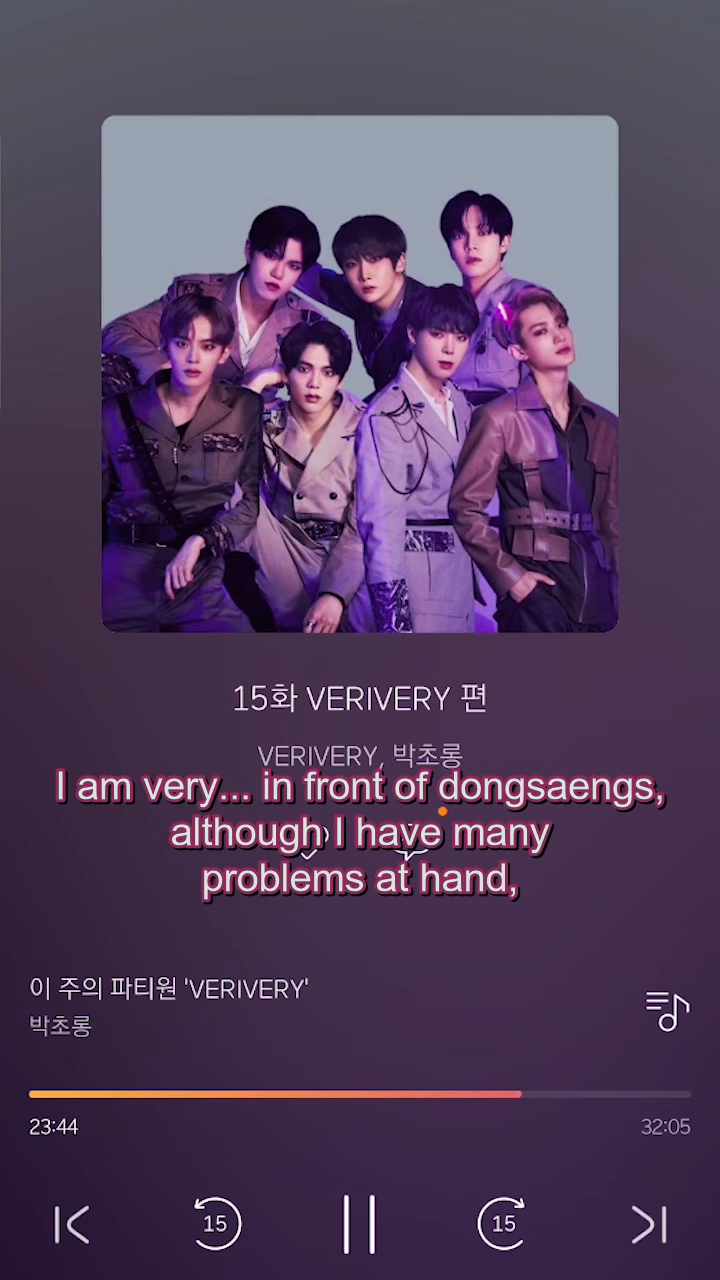 15화 VERIVERY 편
VERIVERY, 박초롱
I am very... in front of dongsaengs,
although I have many
problems at hand,
이 주의 파티원 'VERIVERY'
박초롱
23:44
32:05
15
15